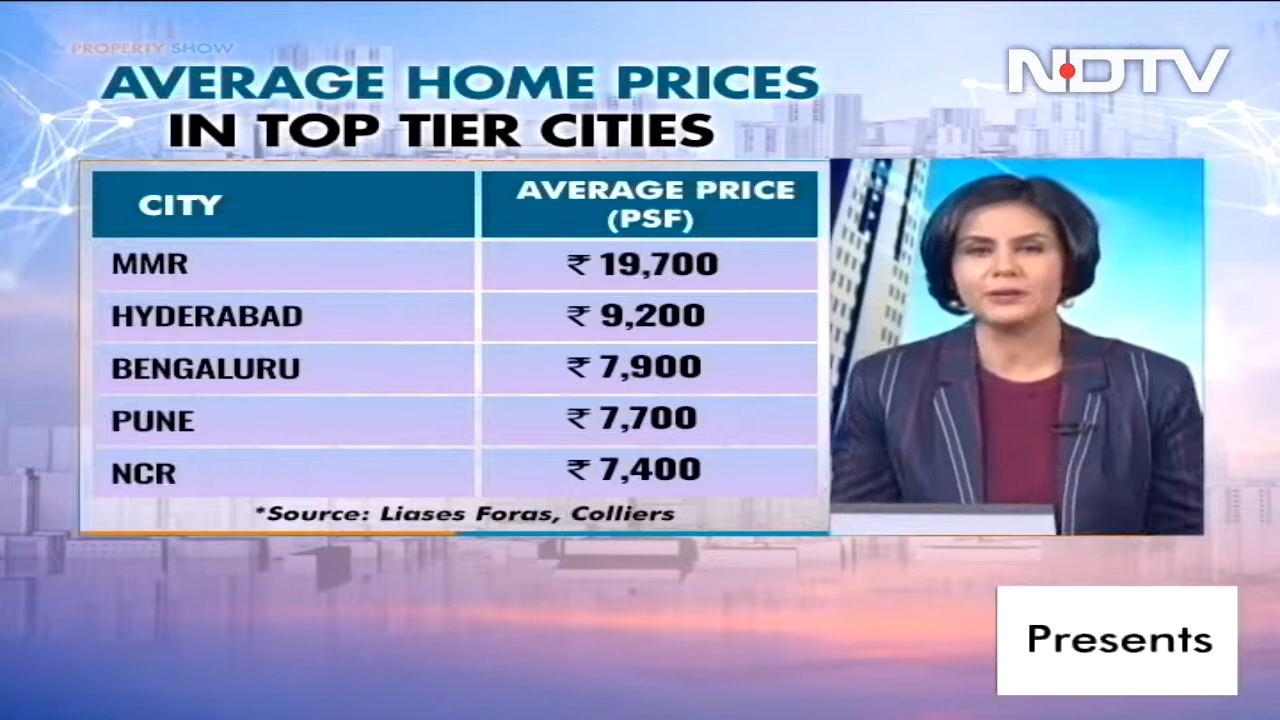 PROPERTY SHOW
AVERAGE HOME PRICES
IN TOP TIER CITIES
NDTV
CITY
AVERAGE PRICE
(PSF)
MMR
₹ 19,700
HYDERABAD
₹ 9,200
BENGALURU
₹ 7,900
PUNE
₹ 7,700
NCR
₹ 7,400
*Source: Liases Foras, Colliers
Presents